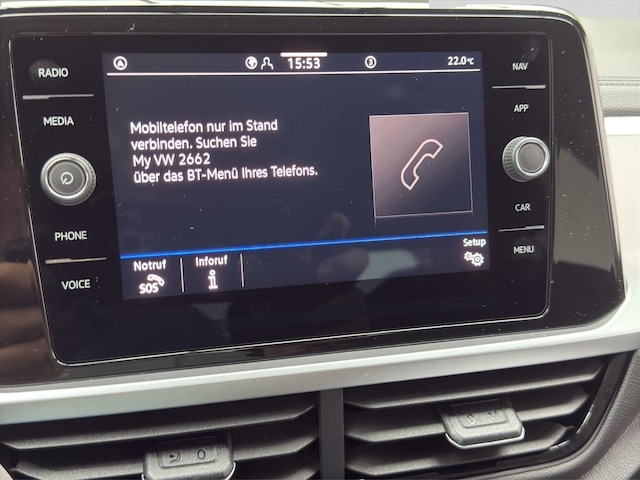 RADIO
MEDIA
PHONE
VOICE
15:53
3
22.0°C
Mobiltelefon nur im Stand
verbinden. Suchen Sie
My VW 2662
über das BT-Menü Ihres Telefons.
Notruf
SOS
Inforuf
Setup
NAV
APP
CAR
MENU